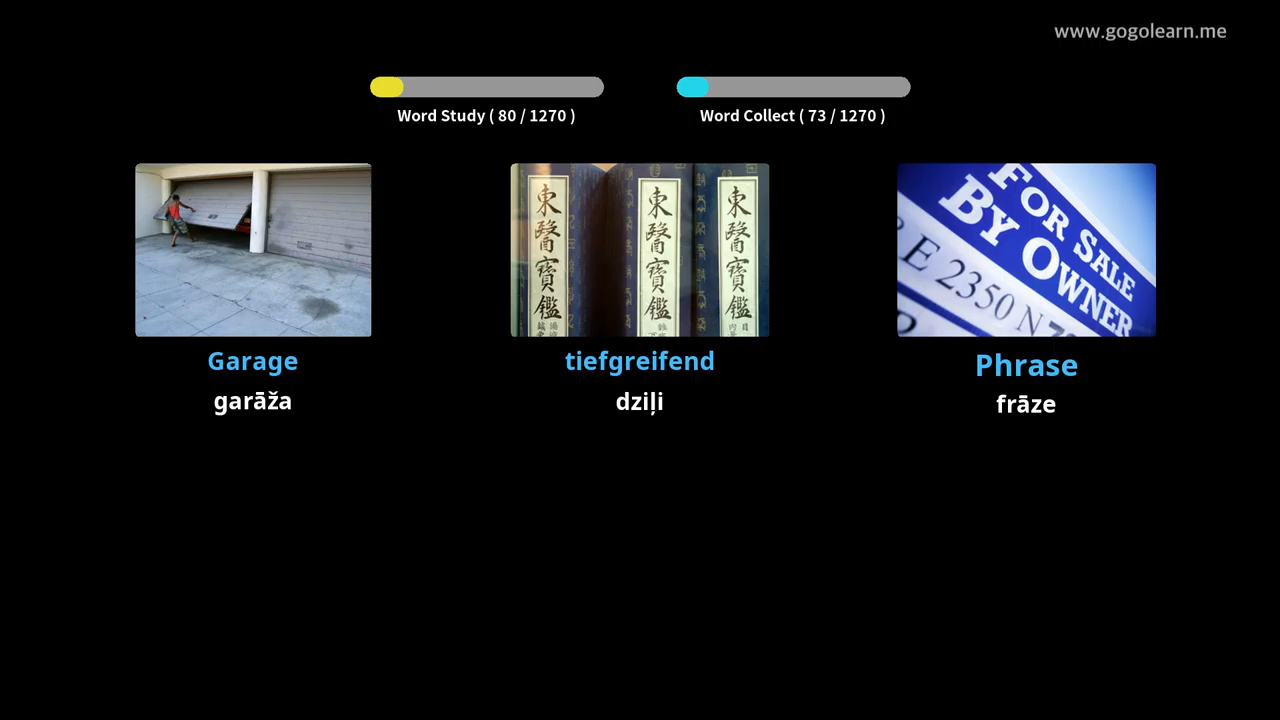 www.gogolearn.me
Word Study ( 80 / 1270 )
Word Collect ( 73 / 1270 )
東醫寶鑑
東醫寶鑑
東醫寶鑑
FOR SALE
BY OWNER
E 2350 N
Garage
tiefgreifend
Phrase
garāža
dziļi
frāze